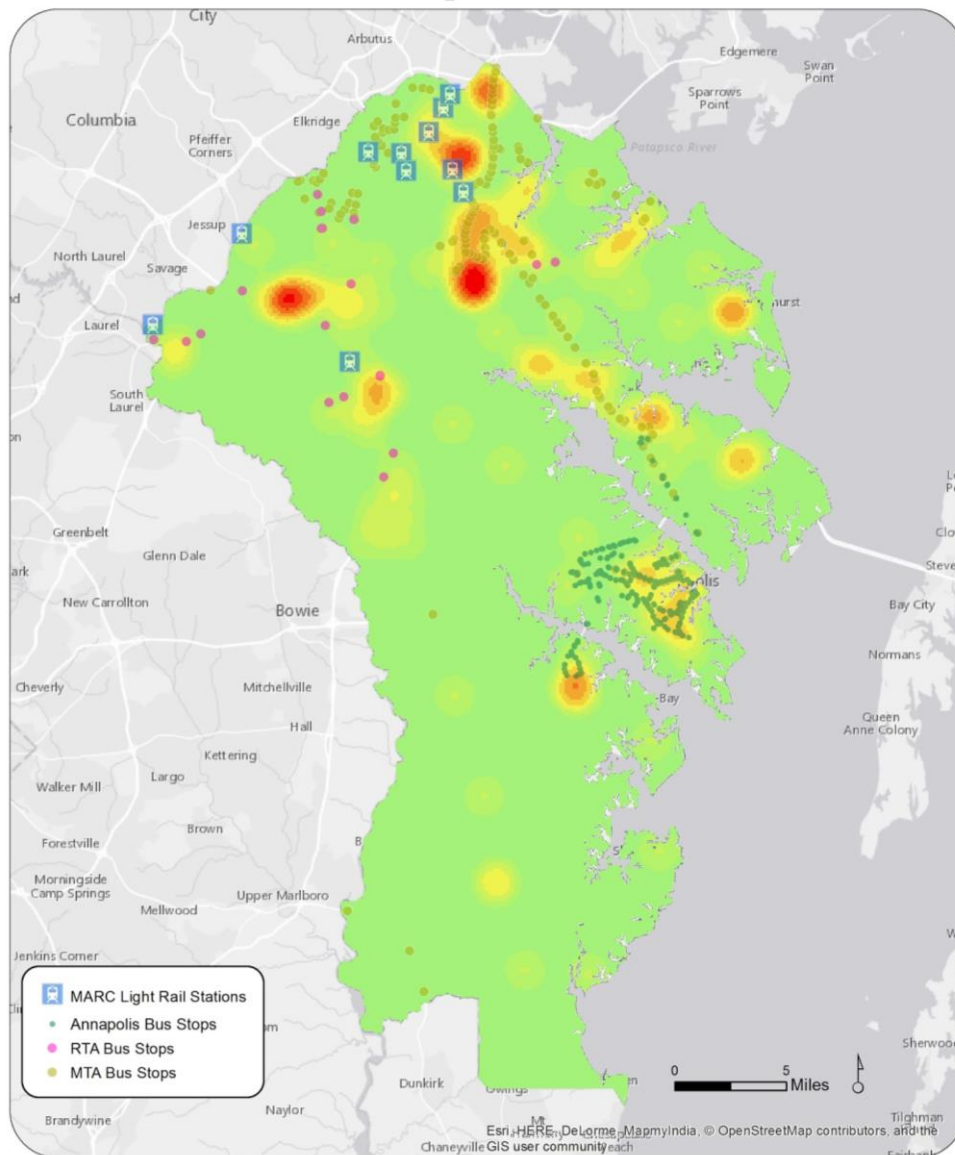 City
Arbutus
Edgemere
Swan
Point
Sparrows
Point
Columbia
Elkridge
Pfeiffer
Corners
Patapsco River
Jessup
North Laurel
Savage
Laurel
hurst
South
Laurel
Greenbelt
Glenn Dale
New Carrollton
Bowie
olis
Bay City
Cheverly
Mitchellville
Normans
Bay
Hall
Queen
Anne Colony
Kettering
Largo
Walker Mill
Brown
Forestville
B
Morningside
Camp Springs
Upper Marlboro
Mellwood
Jenkins Corner
MARC Light Rail Stations
Annapolis Bus Stops
RTA Bus Stops
MTA Bus Stops
0 5
Miles
Sherwoo
Dunkirk
Owings
Naylor
Brandywine
Mt
Chaneyville
Tilghman
Esri, HERE, DeLorme, MapmyIndia, © OpenStreetMap contributors, and the
GIS user community